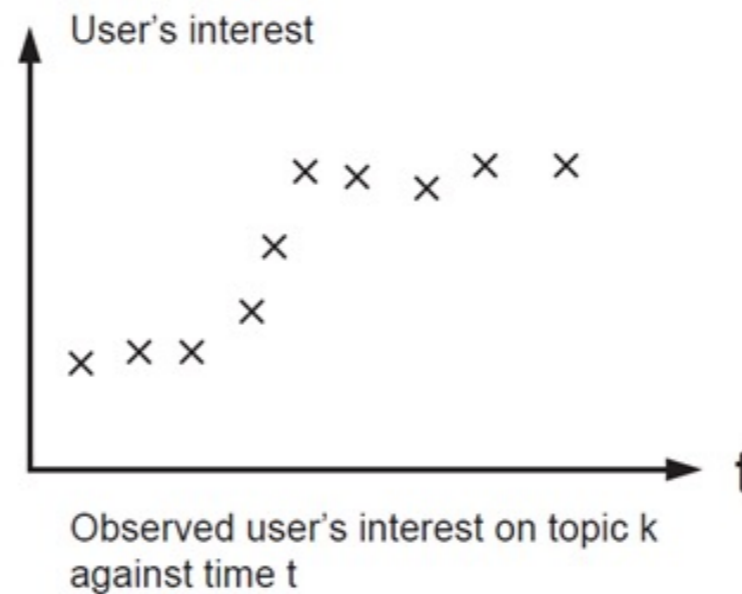 User's interest
t
Observed user's interest on topic k
against time t